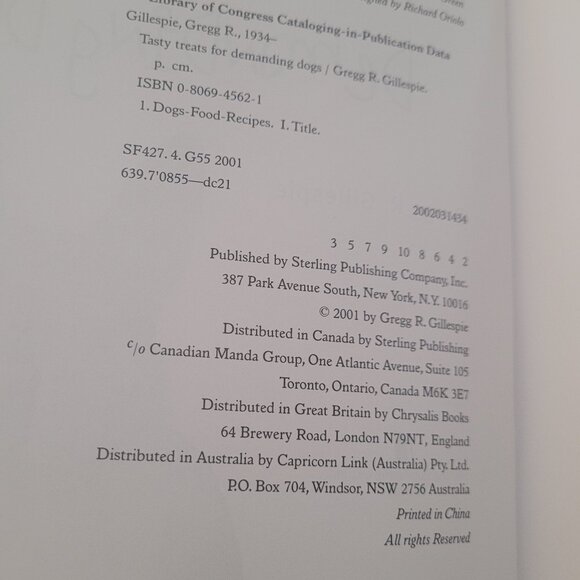 Green
signed by Richard Oriolo
Library of Congress Cataloging-in-Publication Data
Gillespie, Gregg R., 1934–
Tasty treats for demanding dogs / Gregg R. Gillespie.
p. cm.
ISBN 0-8069-4562-1
1. Dogs-Food-Recipes. I. Title.
SF427. 4. G55 2001
639.7'0855—dc21
2002031434
3 5 7 9 10 8 6 4 2
Published by Sterling Publishing Company, Inc.
387 Park Avenue South, New York, N.Y. 10016
© 2001 by Gregg R. Gillespie
Distributed in Canada by Sterling Publishing
c/o Canadian Manda Group, One Atlantic Avenue, Suite 105
Toronto, Ontario, Canada M6K 3E7
Distributed in Great Britain by Chrysalis Books
64 Brewery Road, London N79NT, England
Distributed in Australia by Capricorn Link (Australia) Pty. Ltd.
P.O. Box 704, Windsor, NSW 2756 Australia
Printed in China
All rights Reserved